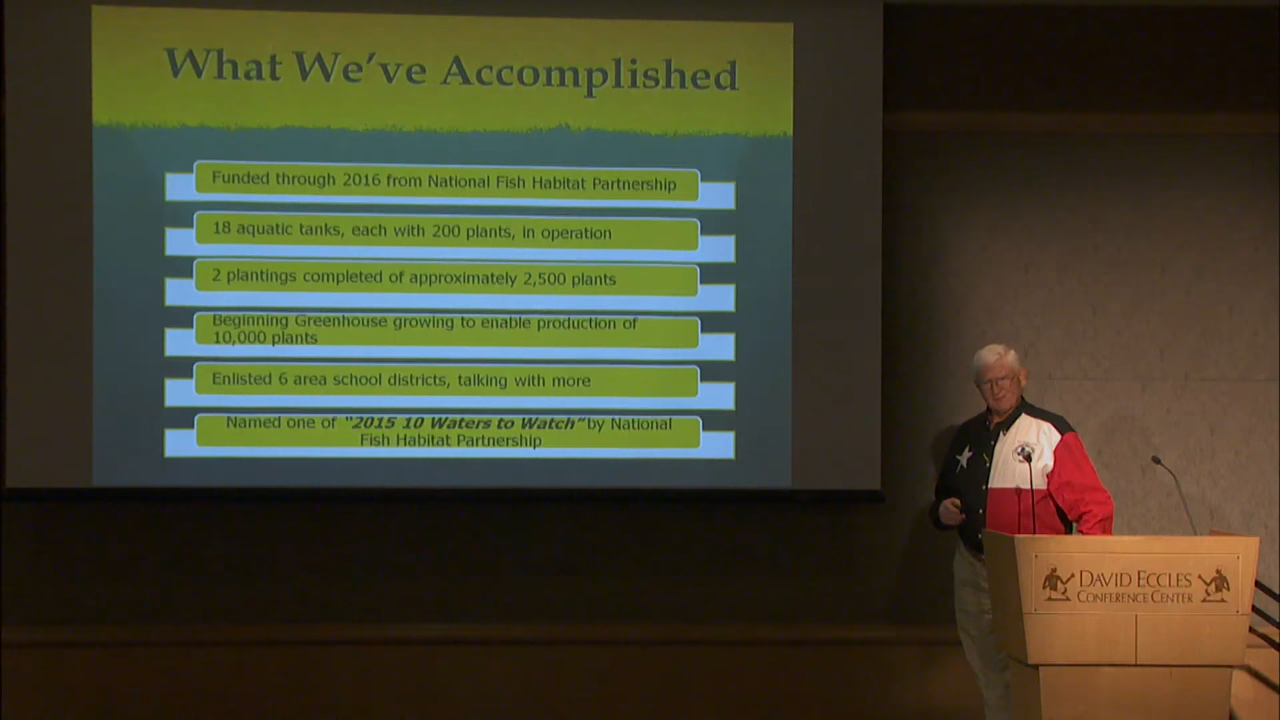 What We've Accomplished
Funded through 2016 from National Fish Habitat Partnership
18 aquatic tanks, each with 200 plants, in operation
2 plantings completed of approximately 2,500 plants
Beginning Greenhouse growing to enable production of
10,000 plants
Enlisted 6 area school districts, talking with more
Named one of "2015 10 Waters to Watch" by National
Fish Habitat Partnership
DAVID ECCLES
CONFERENCE CENTER